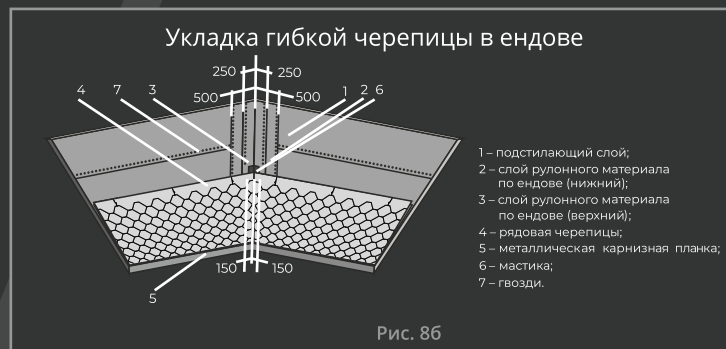 Укладка гибкой черепицы в ендове
250 250
4 7 3 500 500 1 2 6
1 – подстилающий слой;
2 – слой рулонного материала
по ендове (нижний);
3 – слой рулонного материала
по ендове (верхний);
4 – рядовая черепицы;
5 – металлическая карнизная планка;
6 – мастика;
7 – гвозди.
150 150
5
Рис. 8б